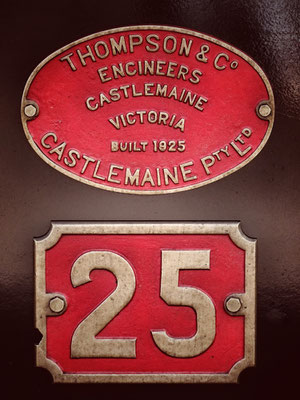 THOMPSON & Co
ENGINEERS
CASTLEMAINE
VICTORIA
BUILT 1925
CASTLEMAINE PTY LTD
25